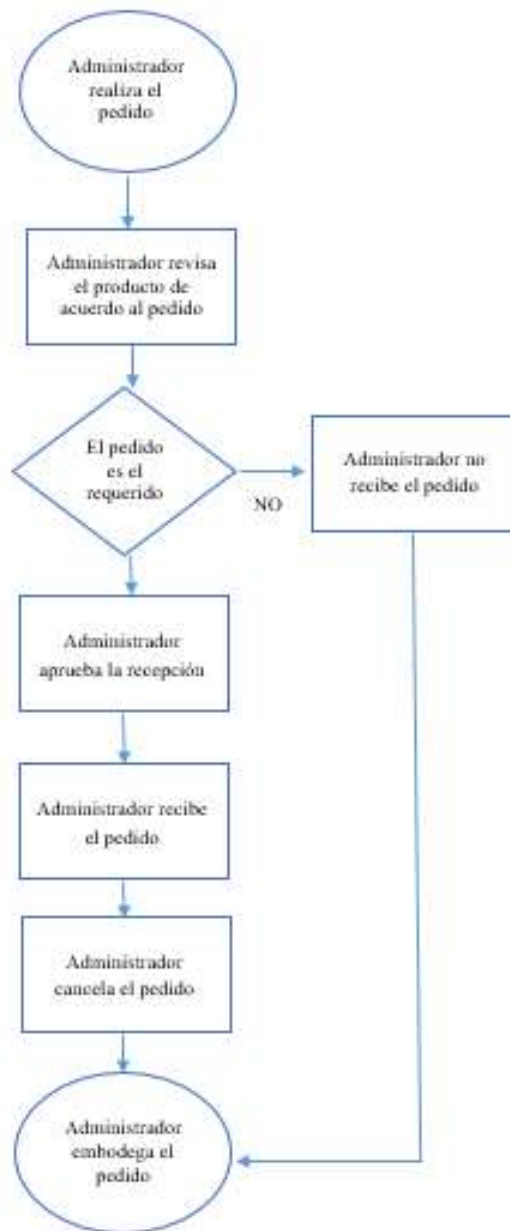 Administrador
realiza el
pedido
Administrador revisa
el producto de
acuerdo al pedido
El pedido
es el
requerido
NO
Administrador no
recibe el pedido
Administrador
aprueba la recepción
Administrador recibe
el pedido
Administrador
cancela el pedido
Administrador
embodega el
pedido